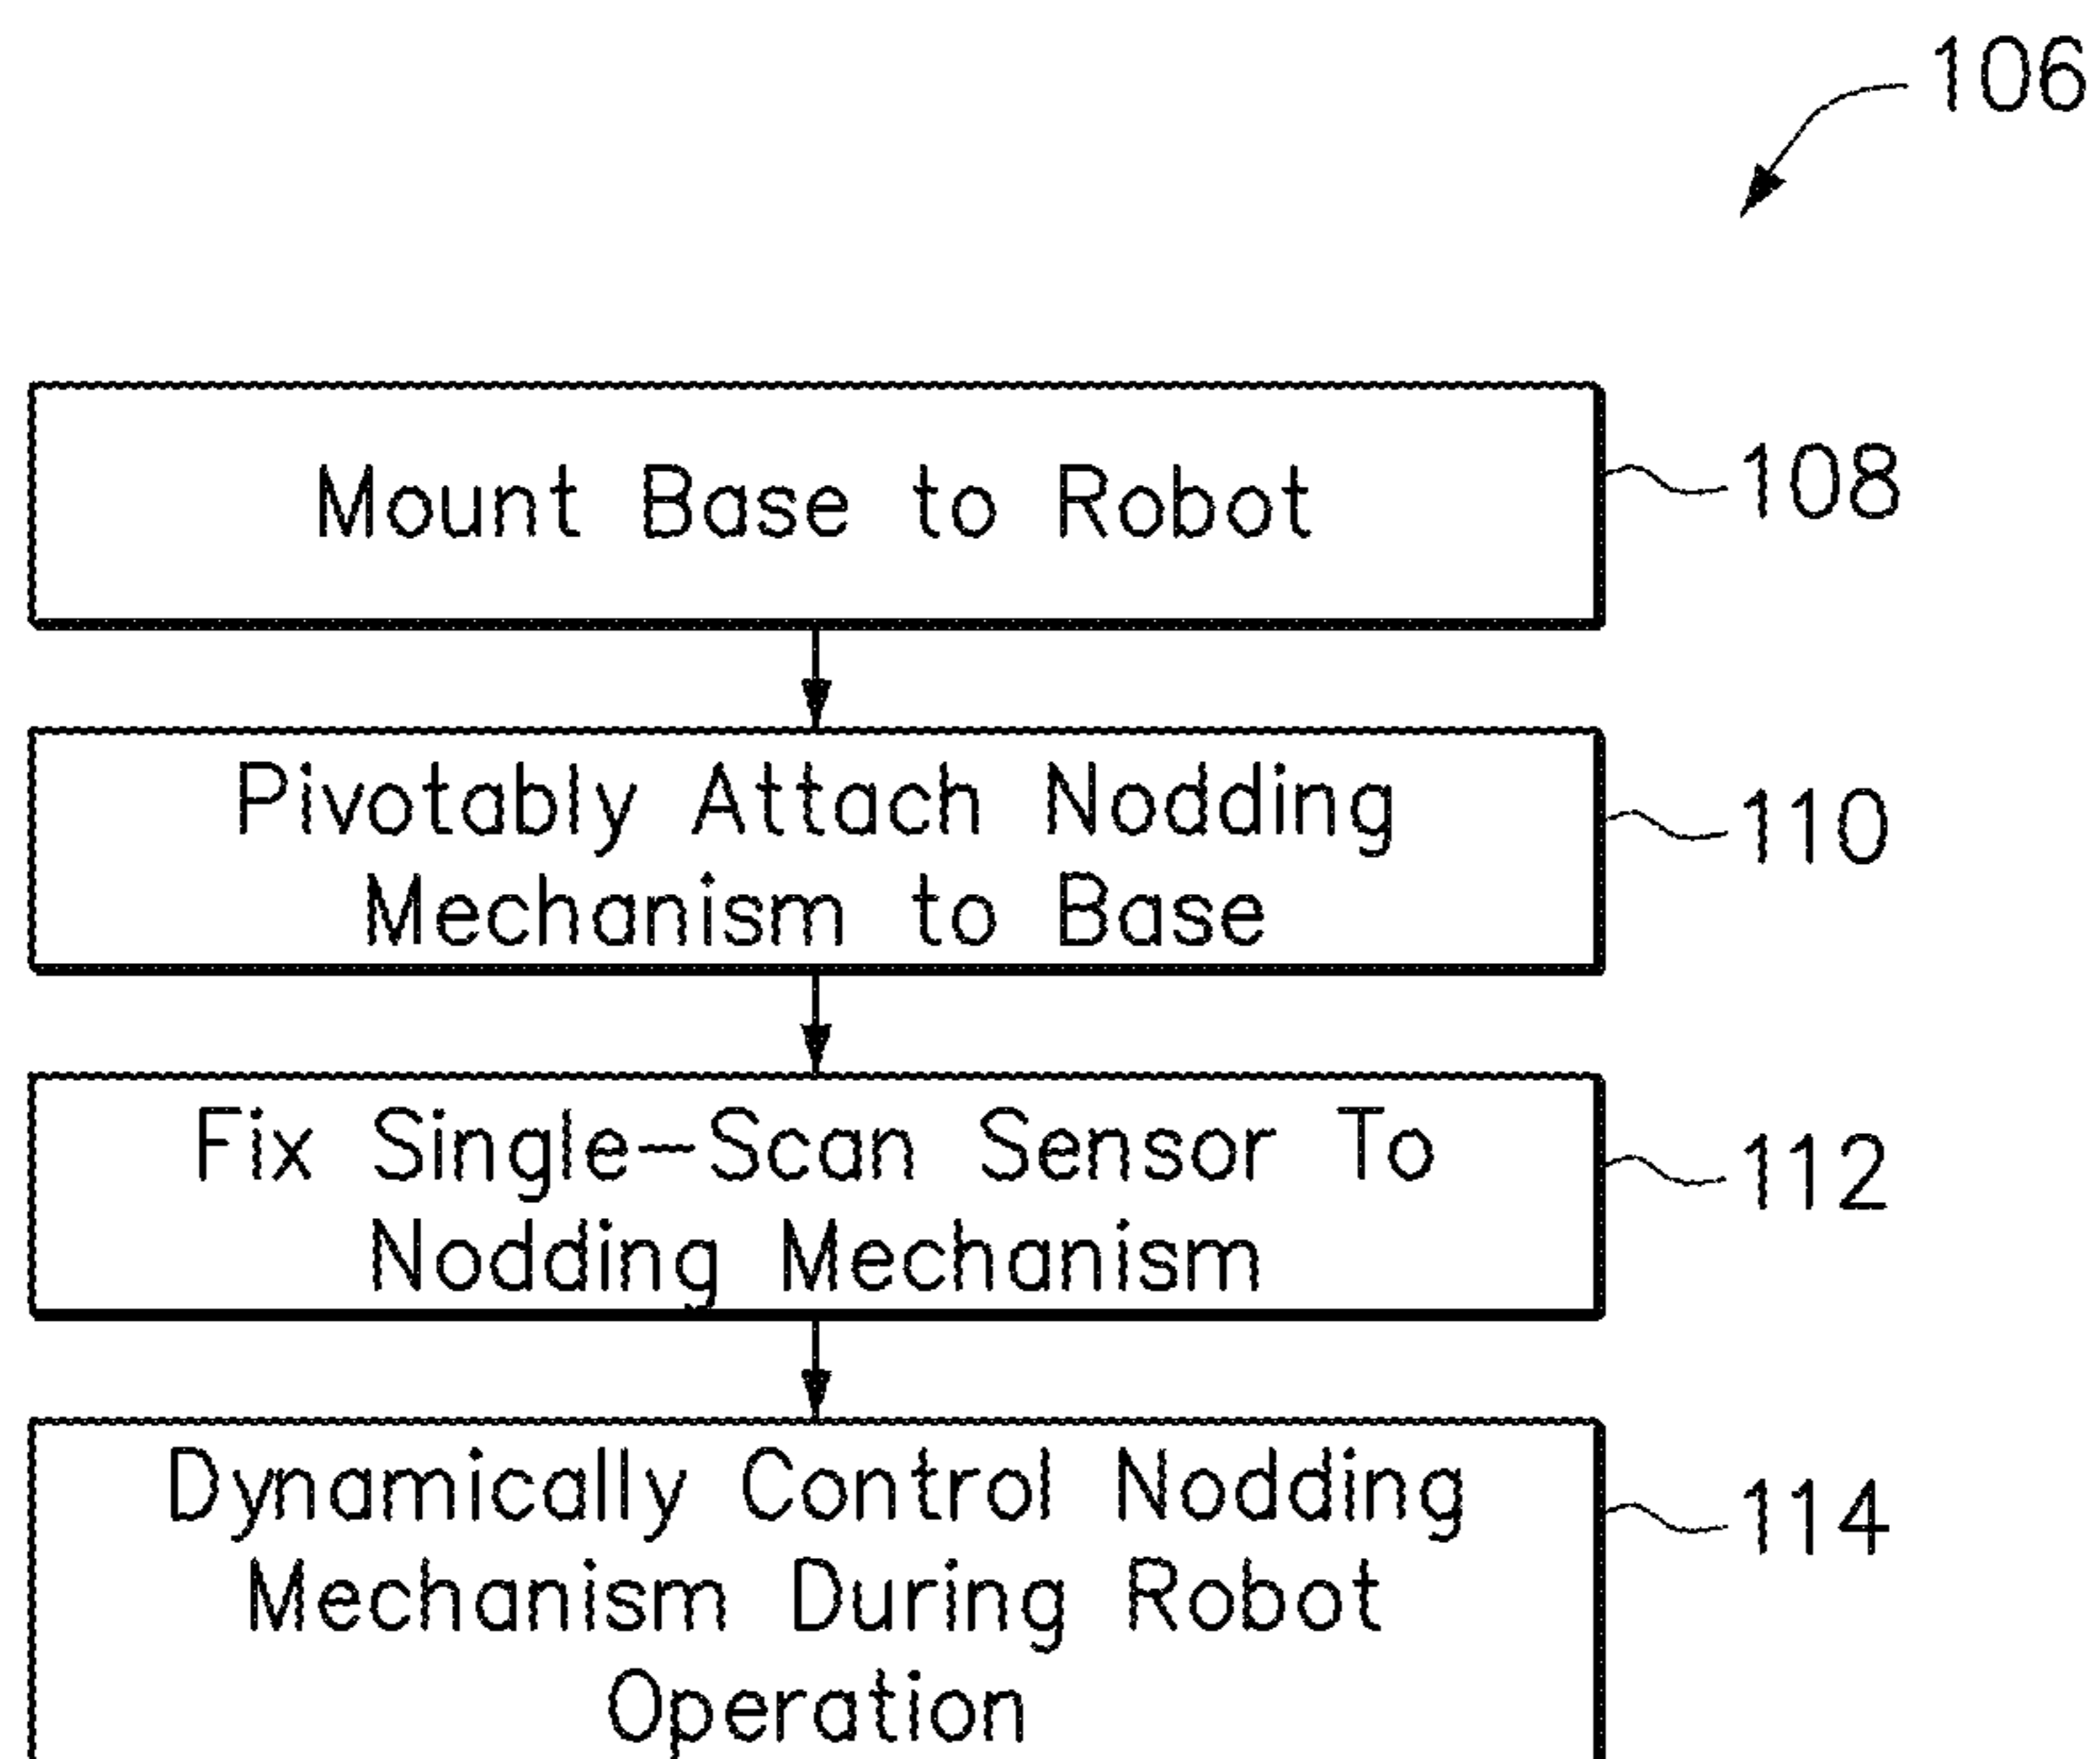 106
Mount Base to Robot
108
Pivotably Attach Nodding
Mechanism to Base
110
Fix Single-Scan Sensor To
Nodding Mechanism
112
Dynamically Control Nodding
Mechanism During Robot
Operation
114